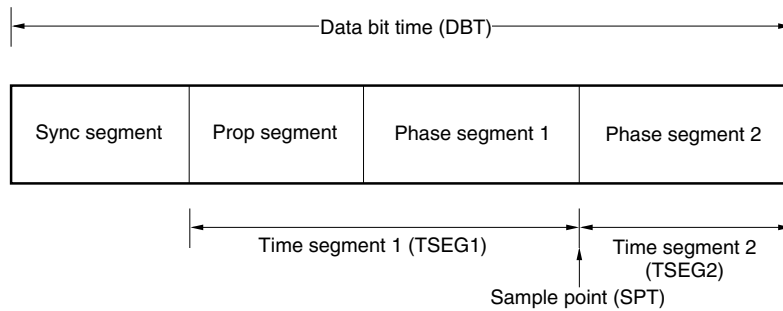 Data bit time (DBT)
Sync segment
Prop segment
Phase segment 1
Phase segment 2
Time segment 1 (TSEG1)
Time segment 2
(TSEG2)
Sample point (SPT)